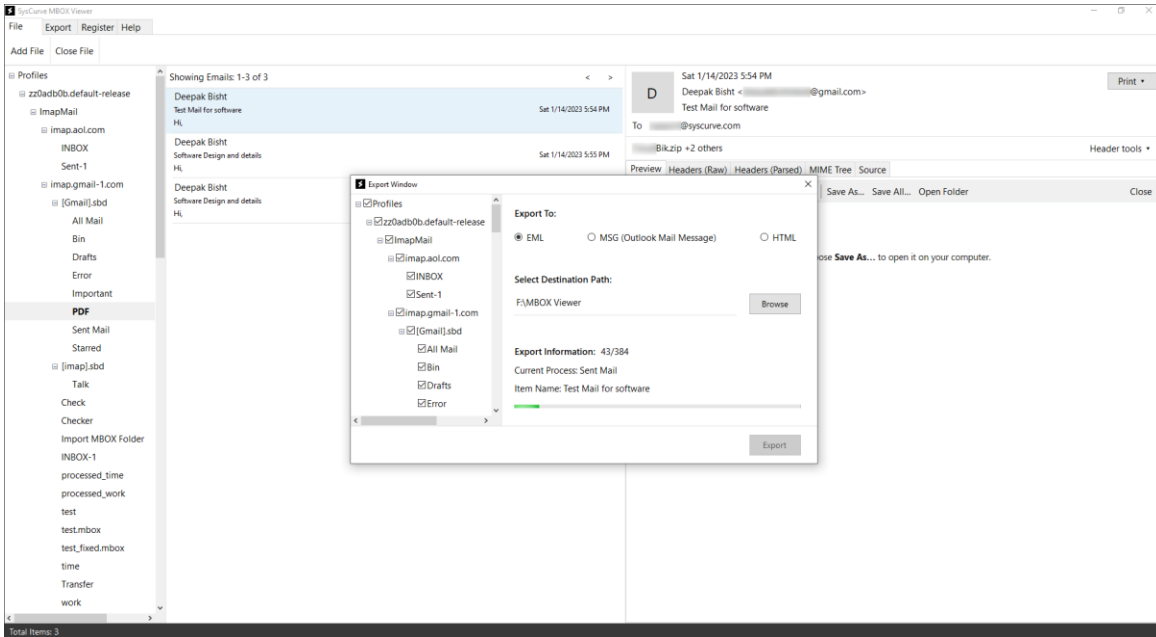 SysCurve MBOX Viewer
File Export Register Help
Add File Close File
Profiles
zz0adb0b.default-release
ImapMail
imap.aol.com
INBOX
Sent-1
imap.gmail-1.com
[Gmail].sbd
All Mail
Bin
Drafts
Error
Important
PDF
Sent Mail
Starred
[imap].sbd
Talk
Check
Checker
Import MBOX Folder
INBOX-1
processed_time
processed_work
test
test.mbox
test_fixed.mbox
time
Transfer
work
Total Items: 3
Showing Emails: 1-3 of 3 < >
Deepak Bisht
Test Mail for software Sat 1/14/2023 5:54 PM
Hi,
Deepak Bisht
Software Design and details Sat 1/14/2023 5:55 PM
Hi,
Deepak Bisht
Software Design and details
Hi,
D
Sat 1/14/2023 5:54 PM
Deepak Bisht < @gmail.com>
Test Mail for software
Print
To @syscurve.com
Bik.zip +2 others Header tools
Preview Headers (Raw) Headers (Parsed) MIME Tree Source
Save As... Save All... Open Folder Close
ose Save As... to open it on your computer.
Export Window
Profiles
zz0adb0b.default-release
ImapMail
imap.aol.com
INBOX
Sent-1
imap.gmail-1.com
[Gmail].sbd
All Mail
Bin
Drafts
Error
Export To:
EML MSG (Outlook Mail Message) HTML
Select Destination Path:
F:\MBOX Viewer Browse
Export Information: 43/384
Current Process: Sent Mail
Item Name: Test Mail for software
Export